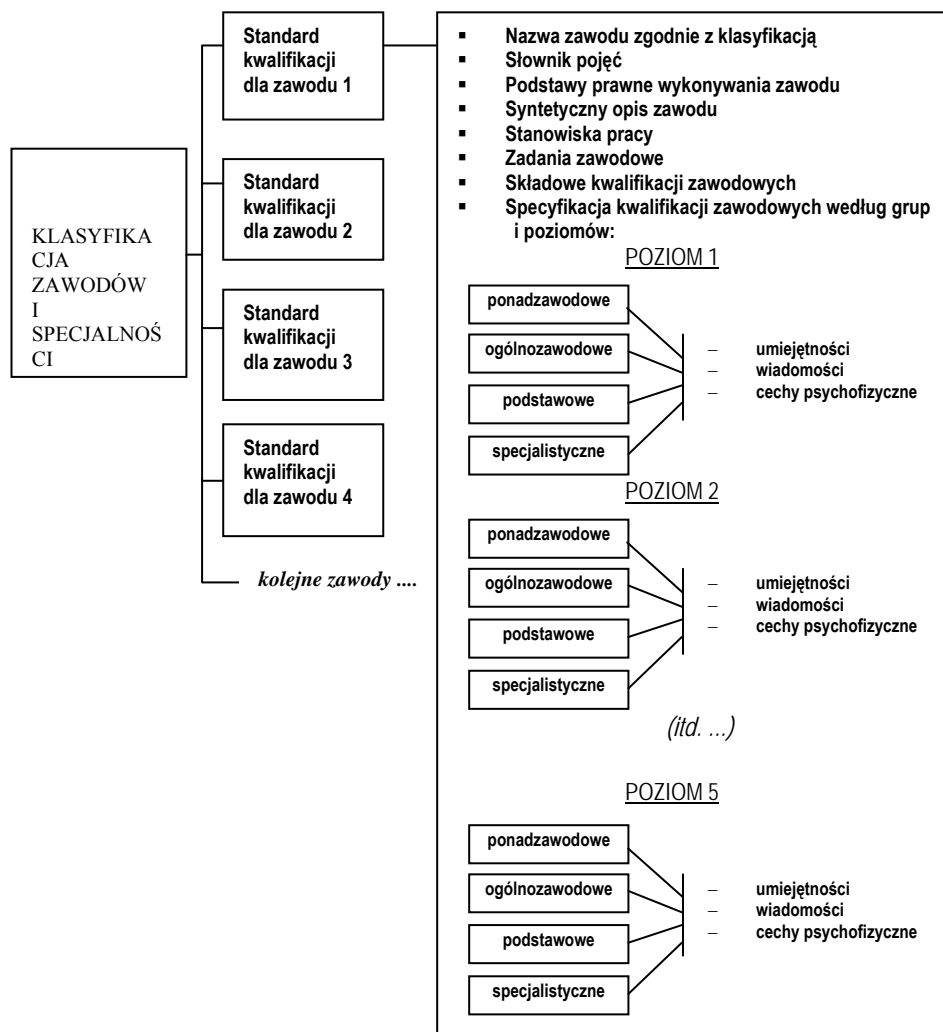 KLASYFIKA
CJA
ZAWODÓW
I
SPECJALNOŚ
CI
Standard
kwalifikacji
dla zawodu 1
Standard
kwalifikacji
dla zawodu 2
Standard
kwalifikacji
dla zawodu 3
Standard
kwalifikacji
dla zawodu 4
kolejne zawody ....
▪ Nazwa zawodu zgodnie z klasyfikacją
▪ Słownik pojęć
▪ Podstawy prawne wykonywania zawodu
▪ Syntetyczny opis zawodu
▪ Stanowiska pracy
▪ Zadania zawodowe
▪ Składowe kwalifikacji zawodowych
▪ Specyfikacja kwalifikacji zawodowych według grup
i poziomów:
POZIOM 1
ponadzawodowe
ogólnozawodowe
podstawowe
specjalistyczne
– umiejętności
– wiadomości
– cechy psychofizyczne
POZIOM 2
ponadzawodowe
ogólnozawodowe
podstawowe
specjalistyczne
– umiejętności
– wiadomości
– cechy psychofizyczne
(itd. ...)
POZIOM 5
ponadzawodowe
ogólnozawodowe
podstawowe
specjalistyczne
– umiejętności
– wiadomości
– cechy psychofizyczne